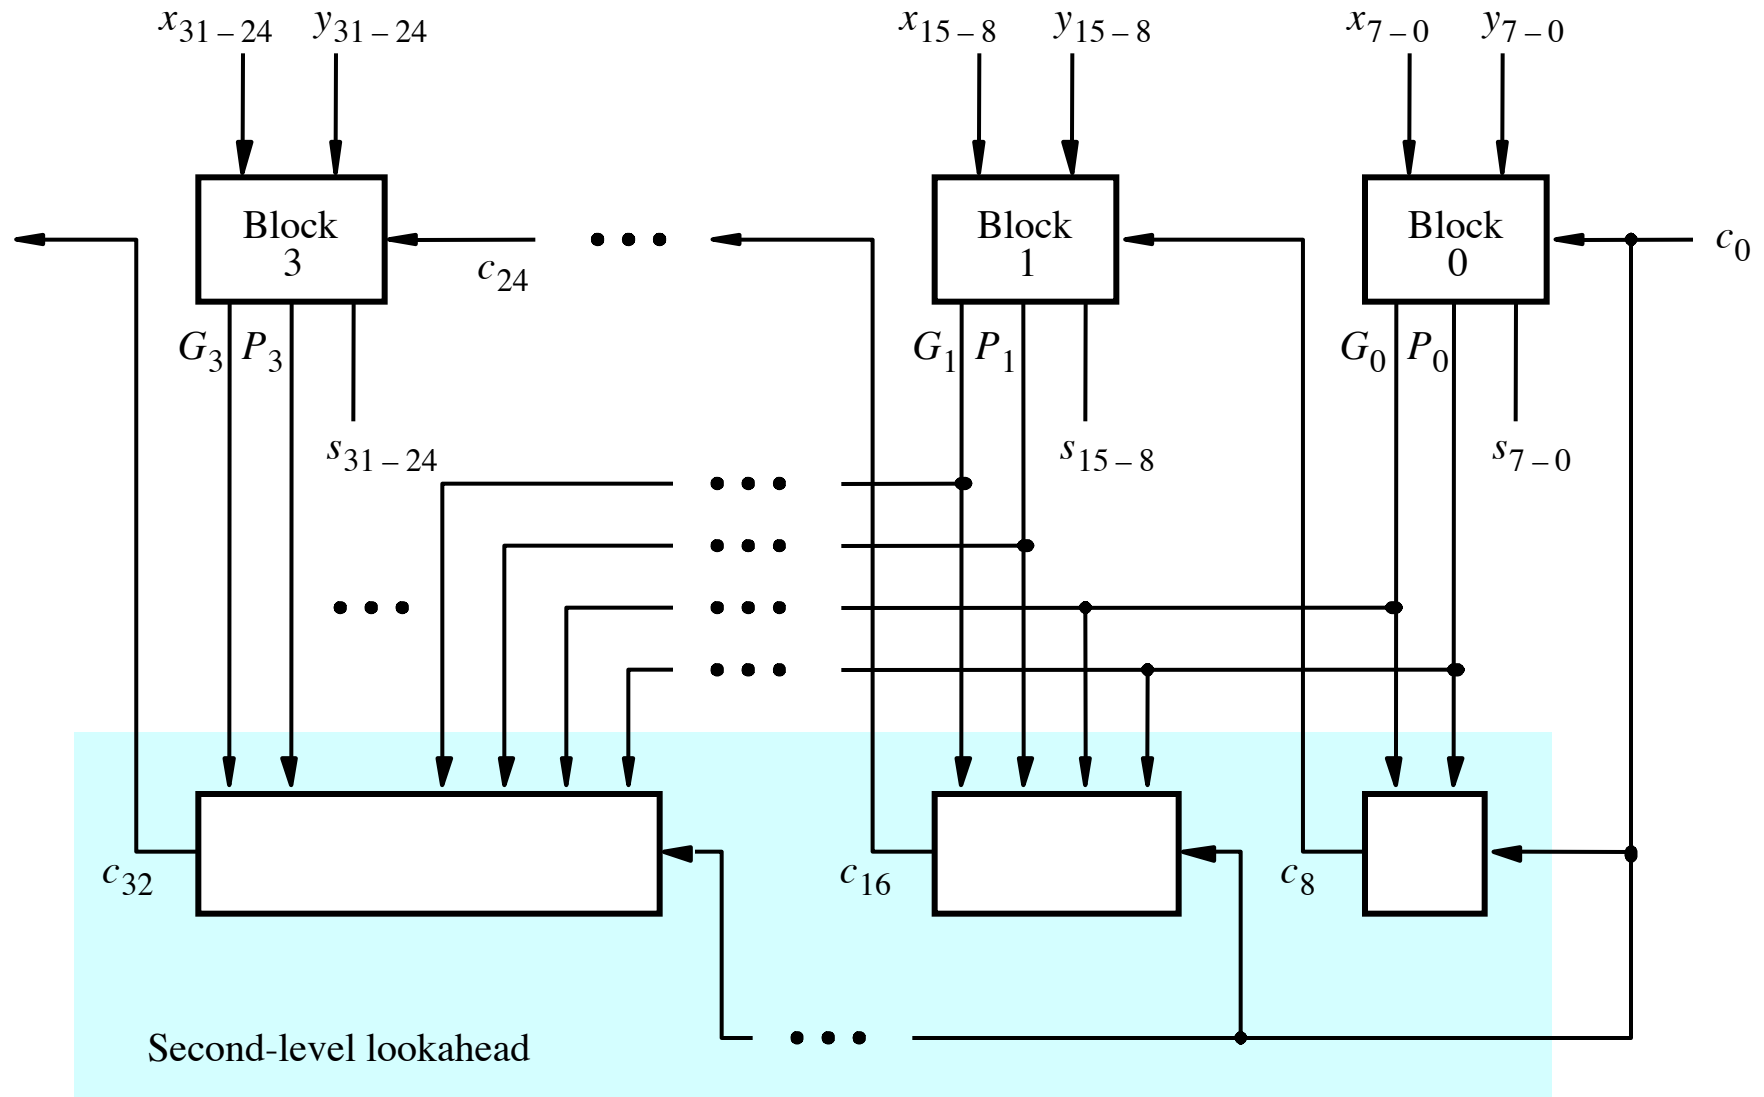 x31 – 24 y31 – 24 x15 – 8 y15 – 8 x7 – 0 y7 – 0
Block Block Block
3 1 0
c0
c24
G3 P3 G1 P1 G0 P0
s31 – 24 s15 – 8 s7 – 0
c32 c16 c8
Second-level lookahead